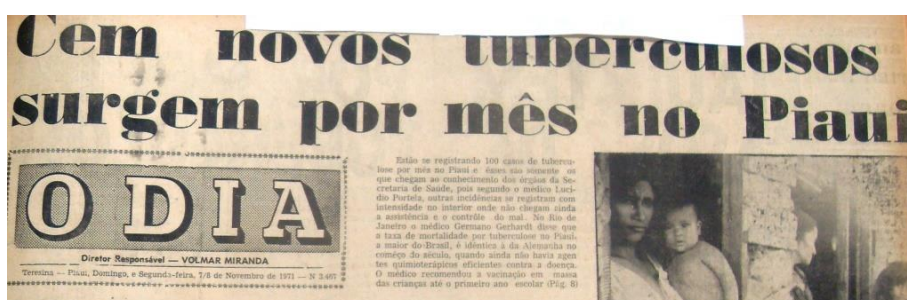 Cem novos tuberculosos
surgem por mês no Piaui
O DIA
Diretor Responsável — VOLMAR MIRANDA
Teresina — Piauí, Domingo, e Segunda-feira, 7/8 de Novembro de 1971 — N 3.467
Estão se registrando 100 casos de tubercu-
lose por mês no Piauí e êsses são sòmente os
que chegam ao conhecimento dos órgãos da Se-
cretaria de Saúde, pois segundo o médico Luci-
dio Portela, outras incidências se registram com
intensidade no interior onde não chegam ainda
a assistência e o contrôle do mal. No Rio de
Janeiro o médico Germano Gerhardt disse que
a taxa de mortalidade por tuberculose no Piauí,
a maior do Brasil, é idêntica à da Alemanha no
comêço do século, quando ainda não havia agen
tes quimioterápicos eficientes contra a doença.
O médico recomendou a vacinação em massa
das crianças até o primeiro ano escolar (Pág. 8)